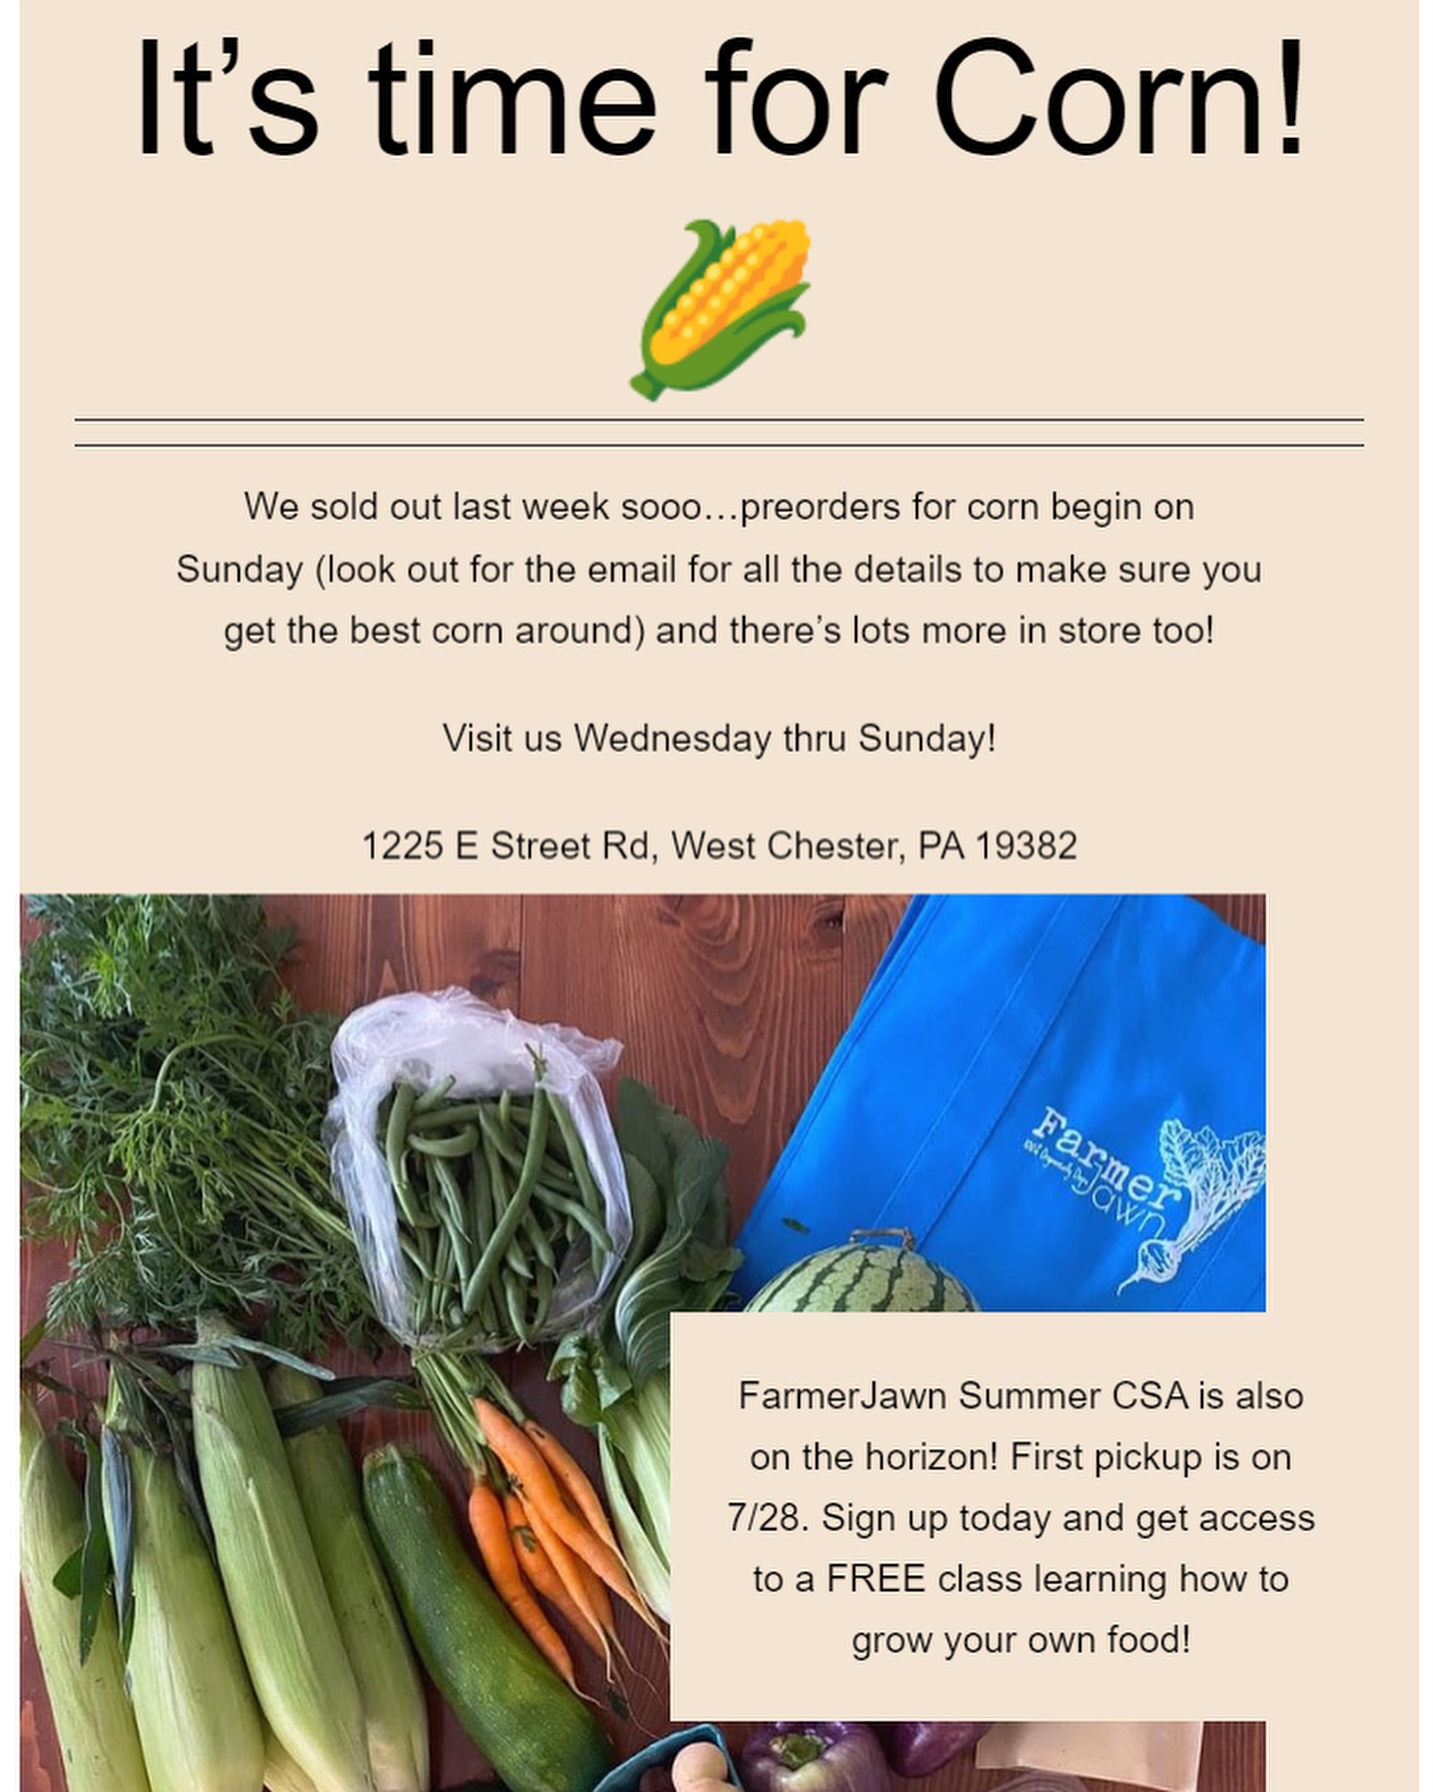 It’s time for Corn!
We sold out last week sooo…preorders for corn begin on
Sunday (look out for the email for all the details to make sure you
get the best corn around) and there’s lots more in store too!
Visit us Wednesday thru Sunday!
1225 E Street Rd, West Chester, PA 19382
Farmer
Jawn
FarmerJawn Summer CSA is also
on the horizon! First pickup is on
7/28. Sign up today and get access
to a FREE class learning how to
grow your own food!